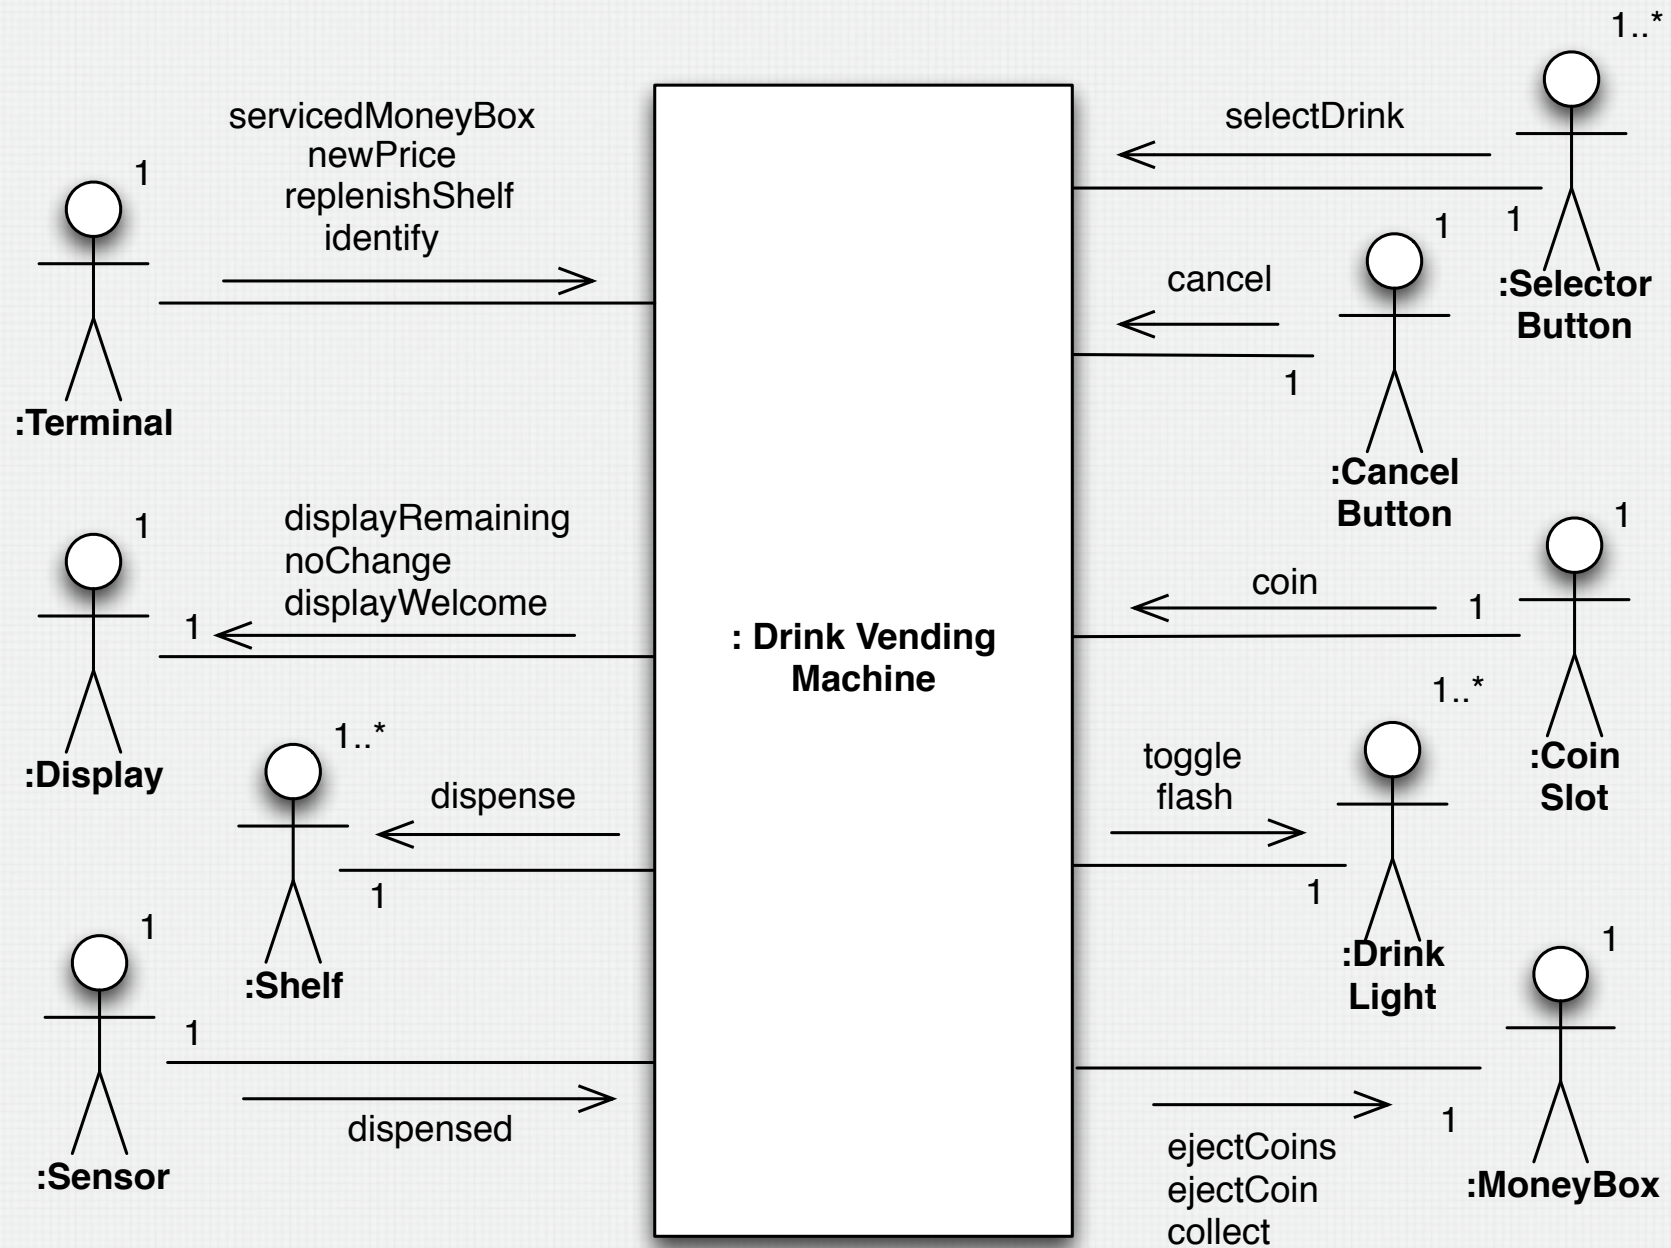 1..*
servicedMoneyBox
newPrice
replenishShelf
identify
1
:Terminal
selectDrink
1
:Selector
Button
1
cancel
1
:Cancel
Button
1
displayRemaining
noChange
displayWelcome
1
:Display
1
coin
1
:Coin
Slot
: Drink Vending
Machine
1..*
dispense
1
:Shelf
1..*
toggle
flash
1
:Drink
Light
1
1
dispensed
:Sensor
1
1
ejectCoins
ejectCoin
collect
:MoneyBox